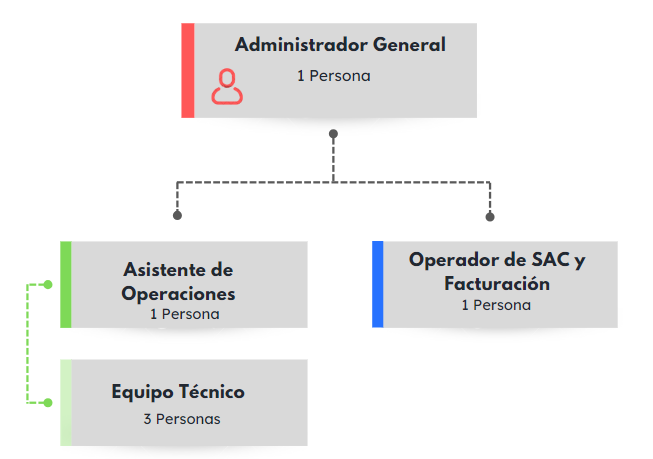 Administrador General
1 Persona
Asistente de
Operaciones
1 Persona
Operador de SAC y
Facturación
1 Persona
Equipo Técnico
3 Personas